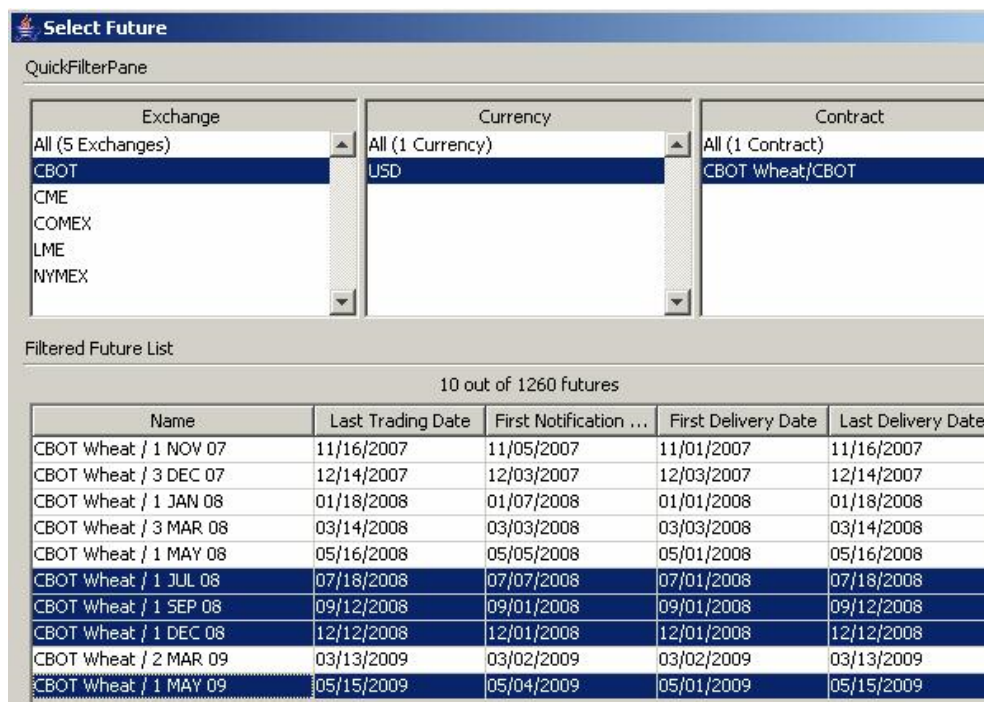 Select Future
QuickFilterPane
Exchange Currency Contract
All (5 Exchanges) All (1 Currency) All (1 Contract)
CBOT USD CBOT Wheat/CBOT
CME
COMEX
LME
NYMEX
Filtered Future List
10 out of 1260 futures
Name Last Trading Date First Notification ... First Delivery Date Last Delivery Date
CBOT Wheat / 1 NOV 07 11/16/2007 11/05/2007 11/01/2007 11/16/2007
CBOT Wheat / 3 DEC 07 12/14/2007 12/03/2007 12/03/2007 12/14/2007
CBOT Wheat / 1 JAN 08 01/18/2008 01/07/2008 01/01/2008 01/18/2008
CBOT Wheat / 3 MAR 08 03/14/2008 03/03/2008 03/03/2008 03/14/2008
CBOT Wheat / 1 MAY 08 05/16/2008 05/05/2008 05/01/2008 05/16/2008
CBOT Wheat / 1 JUL 08 07/18/2008 07/07/2008 07/01/2008 07/18/2008
CBOT Wheat / 1 SEP 08 09/12/2008 09/01/2008 09/01/2008 09/12/2008
CBOT Wheat / 1 DEC 08 12/12/2008 12/01/2008 12/01/2008 12/12/2008
CBOT Wheat / 2 MAR 09 03/13/2009 03/02/2009 03/02/2009 03/13/2009
CBOT Wheat / 1 MAY 09 05/15/2009 05/04/2009 05/01/2009 05/15/2009